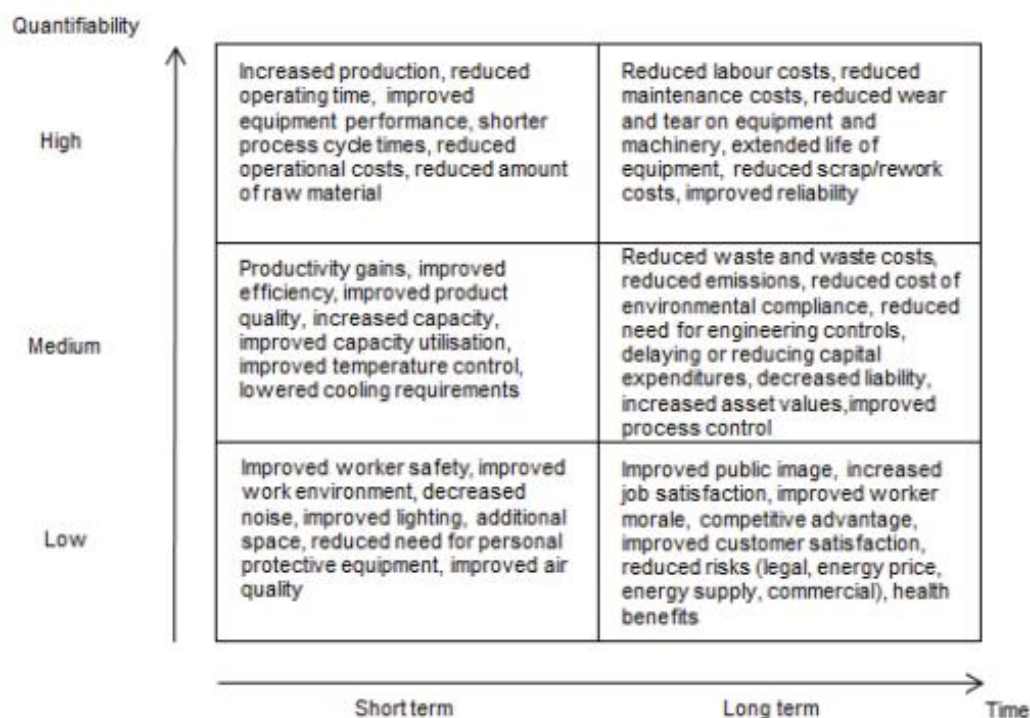 Quantifiability
High
Increased production, reduced
operating time, improved
equipment performance, shorter
process cycle times, reduced
operational costs, reduced amount
of raw material
Reduced labour costs, reduced
maintenance costs, reduced wear
and tear on equipment and
machinery, extended life of
equipment, reduced scrap/rework
costs, improved reliability
Medium
Productivity gains, improved
efficiency, improved product
quality, increased capacity,
improved capacity utilisation,
improved temperature control,
lowered cooling requirements
Reduced waste and waste costs,
reduced emissions, reduced cost of
environmental compliance, reduced
need for engineering controls,
delaying or reducing capital
expenditures, decreased liability,
increased asset values,improved
process control
Low
Improved worker safety, improved
work environment, decreased
noise, improved lighting, additional
space, reduced need for personal
protective equipment, improved air
quality
Improved public image, increased
job satisfaction, improved worker
morale, competitive advantage,
improved customer satisfaction,
reduced risks (legal, energy price,
energy supply, commercial), health
benefits
Short term
Long term
Time